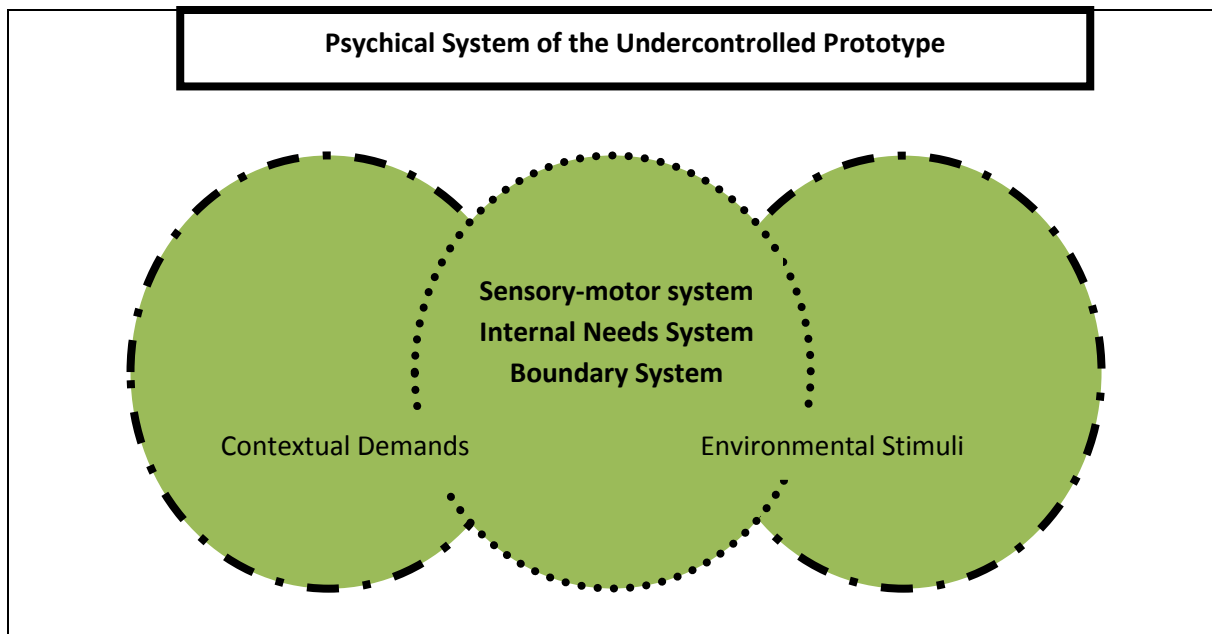 Psychical System of the Undercontrolled Prototype
Sensory-motor system
Internal Needs System
Boundary System
Contextual Demands
Environmental Stimuli